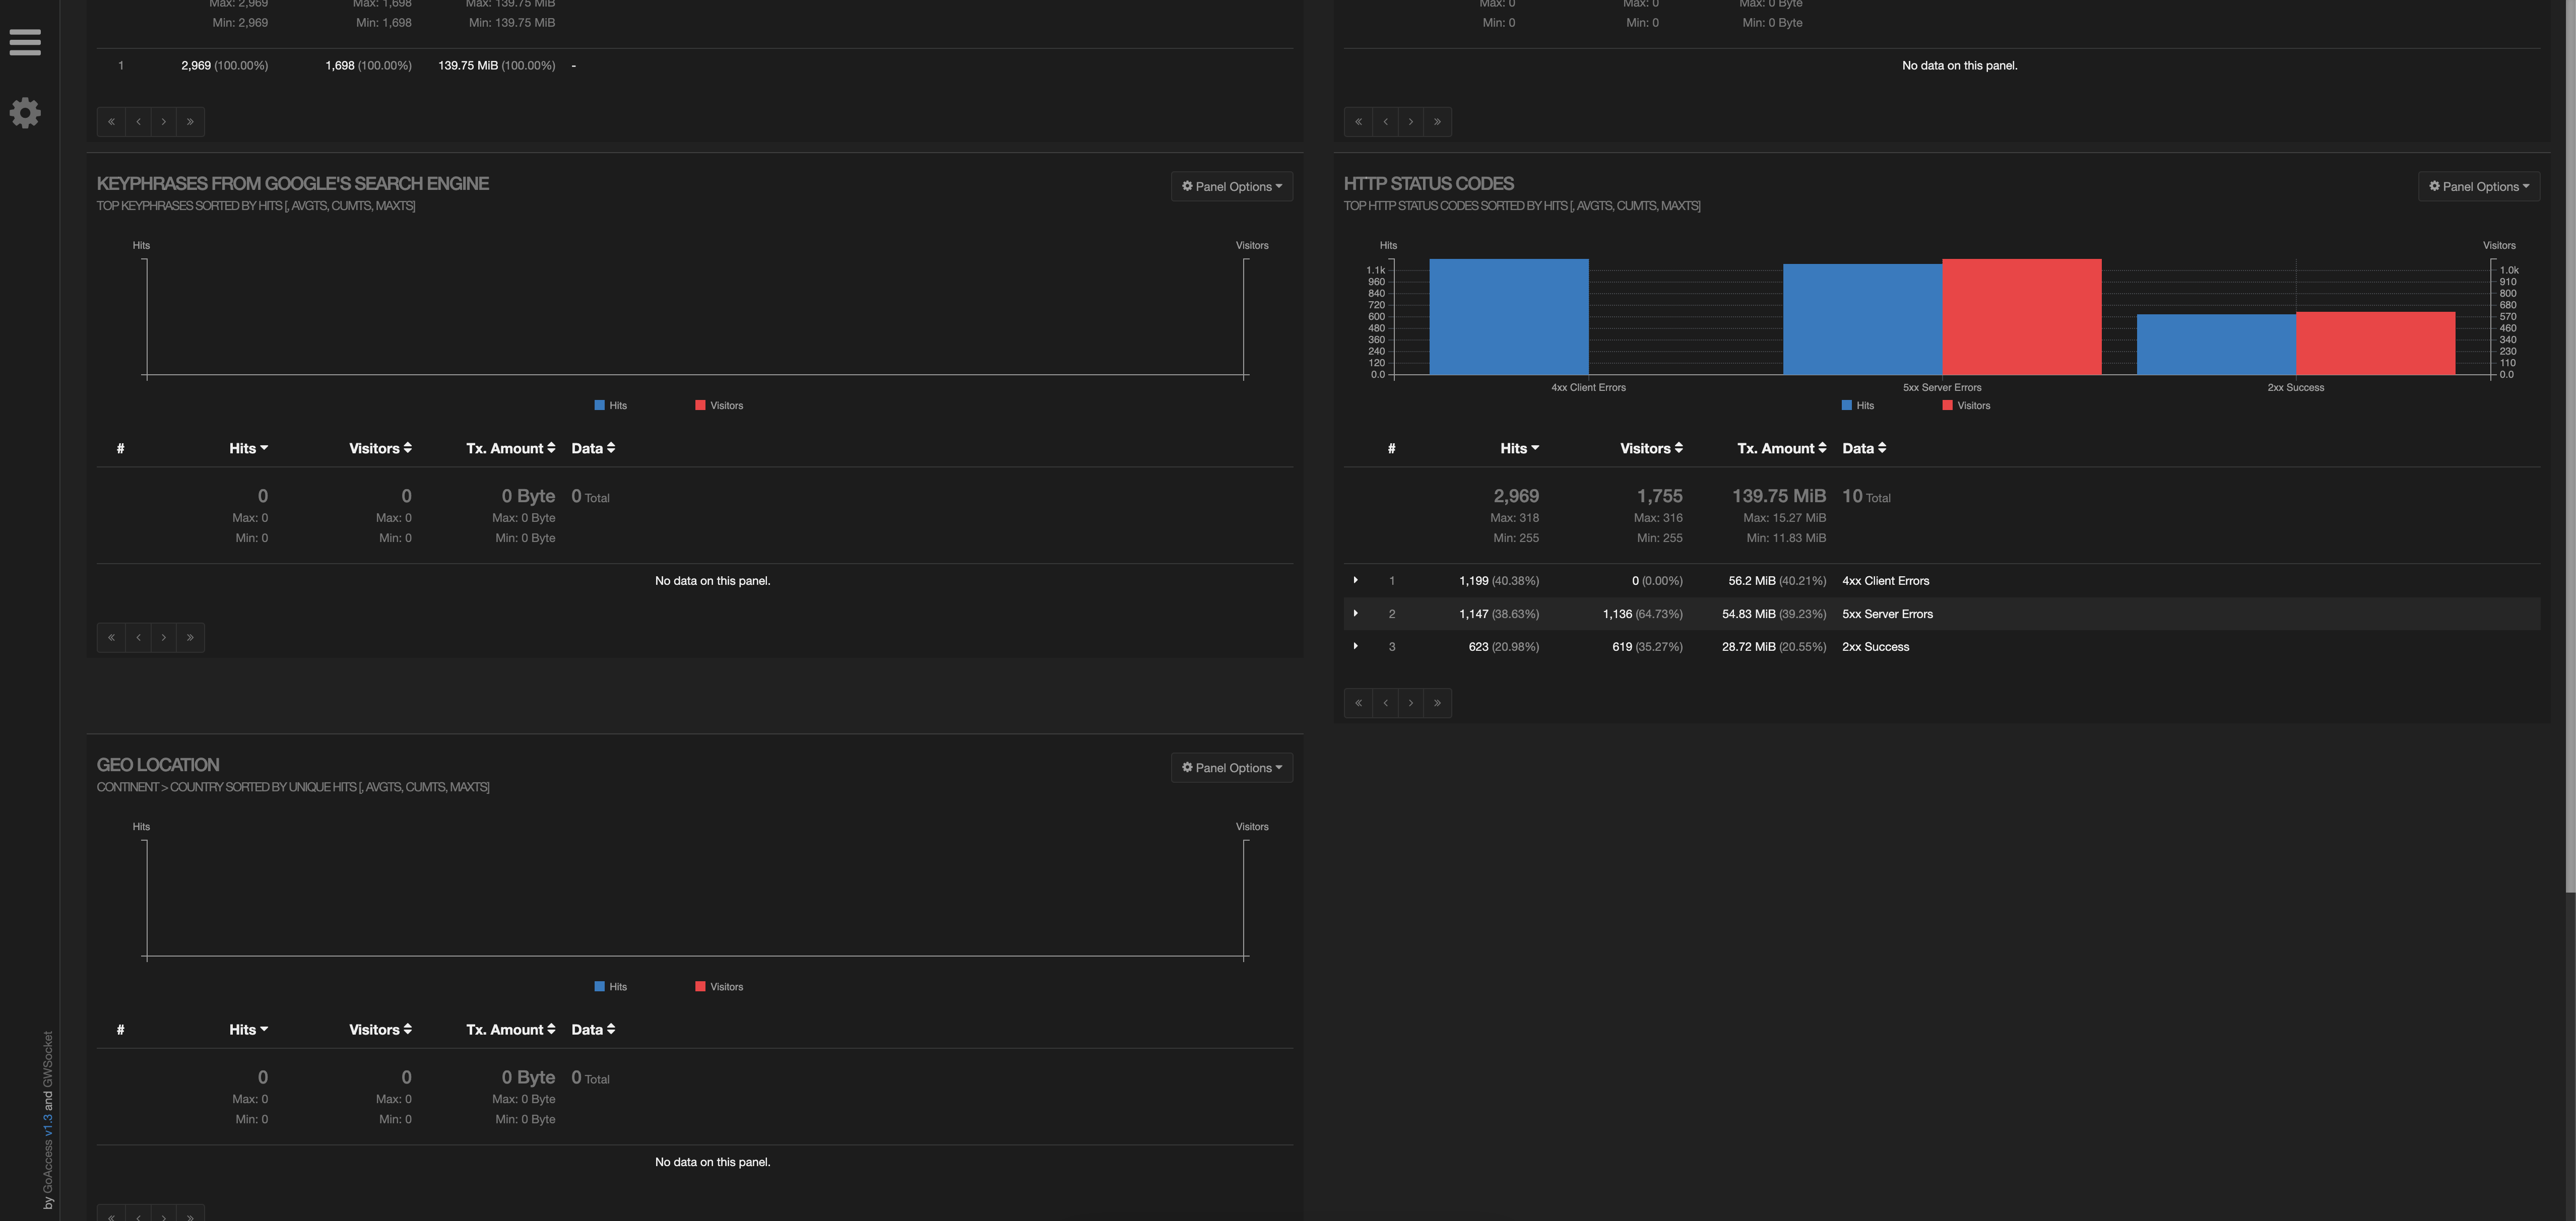 Max: 2,969 Max: 1,698 Max: 139.75 MiB
Min: 2,969 Min: 1,698 Min: 139.75 MiB
1 2,969 (100.00%) 1,698 (100.00%) 139.75 MiB (100.00%) -
« ‹ › »
Max: 0 Max: 0 Max: 0 Byte
Min: 0 Min: 0 Min: 0 Byte
No data on this panel.
« ‹ › »
KEYPHRASES FROM GOOGLE'S SEARCH ENGINE
Panel Options
TOP KEYPHRASES SORTED BY HITS [, AVGTS, CUMTS, MAXTS]
Hits Visitors
Hits Visitors
# Hits Visitors Tx. Amount Data
0 0 0 Byte 0 Total
Max: 0 Max: 0 Max: 0 Byte
Min: 0 Min: 0 Min: 0 Byte
No data on this panel.
« ‹ › »
HTTP STATUS CODES
Panel Options
TOP HTTP STATUS CODES SORTED BY HITS [, AVGTS, CUMTS, MAXTS]
Hits Visitors
1.1k 1.0k
960 910
840 800
720 680
600 570
480 460
360 340
240 230
120 110
0.0 0.0
4xx Client Errors 5xx Server Errors 2xx Success
Hits Visitors
# Hits Visitors Tx. Amount Data
2,969 1,755 139.75 MiB 10 Total
Max: 318 Max: 316 Max: 15.27 MiB
Min: 255 Min: 255 Min: 11.83 MiB
1 1,199 (40.38%) 0 (0.00%) 56.2 MiB (40.21%) 4xx Client Errors
2 1,147 (38.63%) 1,136 (64.73%) 54.83 MiB (39.23%) 5xx Server Errors
3 623 (20.98%) 619 (35.27%) 28.72 MiB (20.55%) 2xx Success
« ‹ › »
GEO LOCATION
Panel Options
CONTINENT > COUNTRY SORTED BY UNIQUE HITS [, AVGTS, CUMTS, MAXTS]
Hits Visitors
Hits Visitors
# Hits Visitors Tx. Amount Data
0 0 0 Byte 0 Total
Max: 0 Max: 0 Max: 0 Byte
Min: 0 Min: 0 Min: 0 Byte
No data on this panel.
« ‹ › »
by GoAccess v1.3 and GWSocket